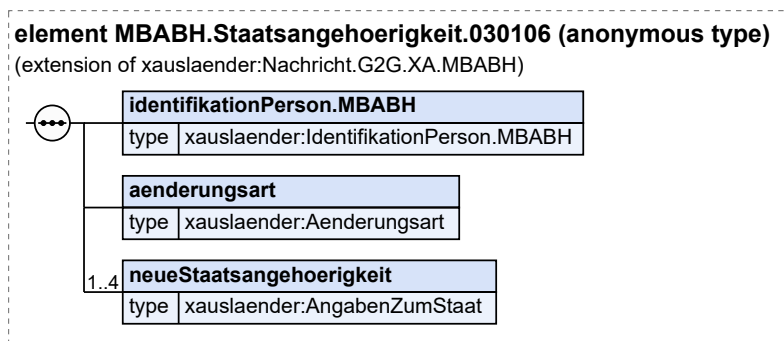 element MBABH.Staatsangehoerigkeit.030106 (anonymous type)
(extension of xauslaender:Nachricht.G2G.XA.MBABH)
identifikationPerson.MBABH
type xauslaender:IdentifikationPerson.MBABH
aenderungsart
type xauslaender:Aenderungsart
1..4 neueStaatsangehoerigkeit
type xauslaender:AngabenZumStaat